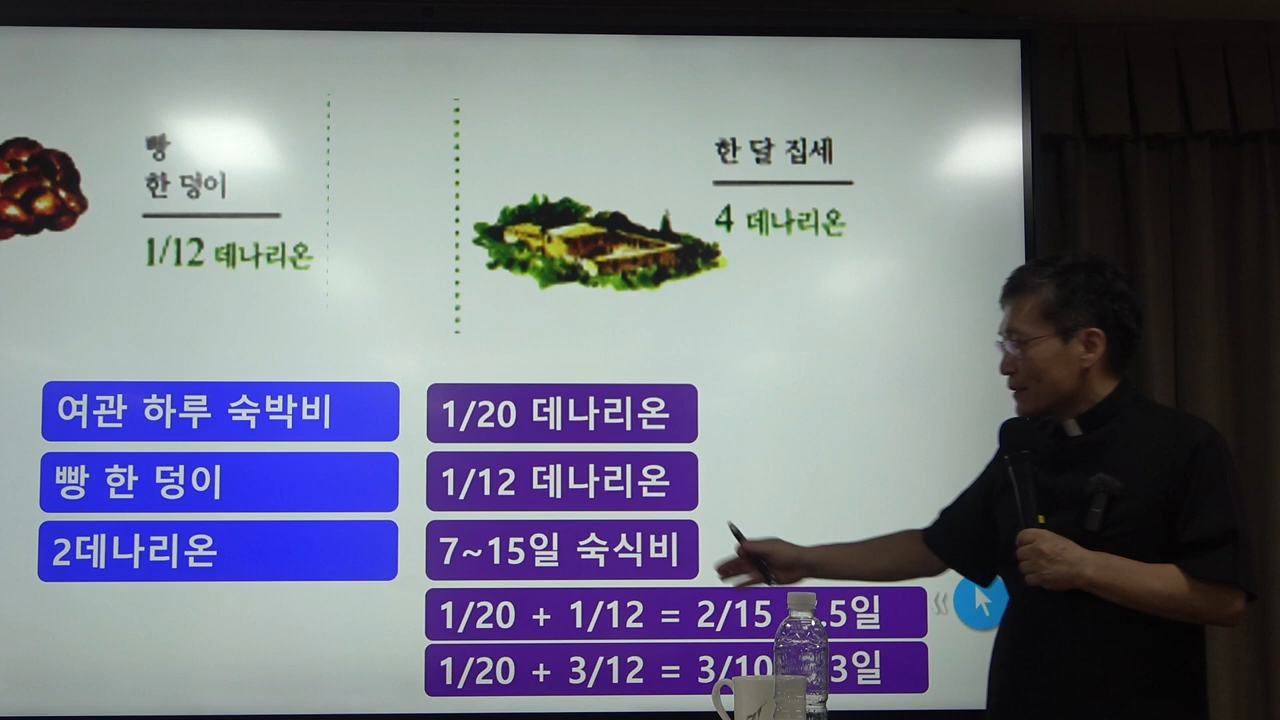 빵
한 덩이
1/12 데나리온
한 달 집세
4 데나리온
여관 하루 숙박비
1/20 데나리온
빵 한 덩이
1/12 데나리온
2데나리온
7~15일 숙식비
1/20 + 1/12 = 2/15 .5일
1/20 + 3/12 = 3/10 3일